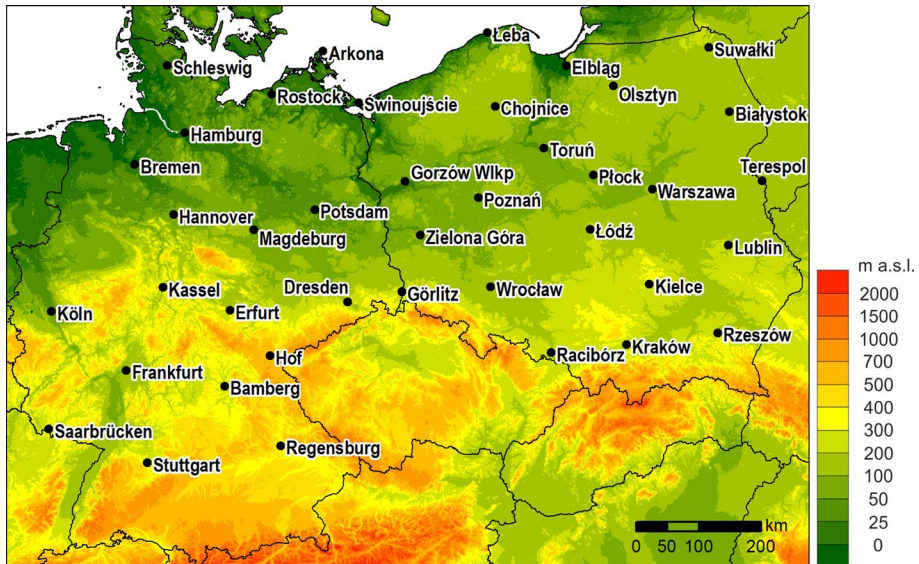 Łeba
Suwałki
Arkona
Schleswig
Elbląg
Olsztyn
Rostock
Świnoujście
Chojnice
Białystok
Hamburg
Toruń
Bremen
Terespol
Gorzów Wlkp
Płock
Warszawa
Poznań
Potsdam
Hannover
Magdeburg
Zielona Góra
Łódź
Lublin
m a.s.l.
Kassel
Dresden
Görlitz
Wrocław
Kielce
2000
Köln
Erfurt
1500
Rzeszów
1000
Hof
Racibórz
Kraków
700
Frankfurt
Bamberg
500
400
Saarbrücken
300
Regensburg
200
Stuttgart
100
km
50
0 50 100 200
25
0